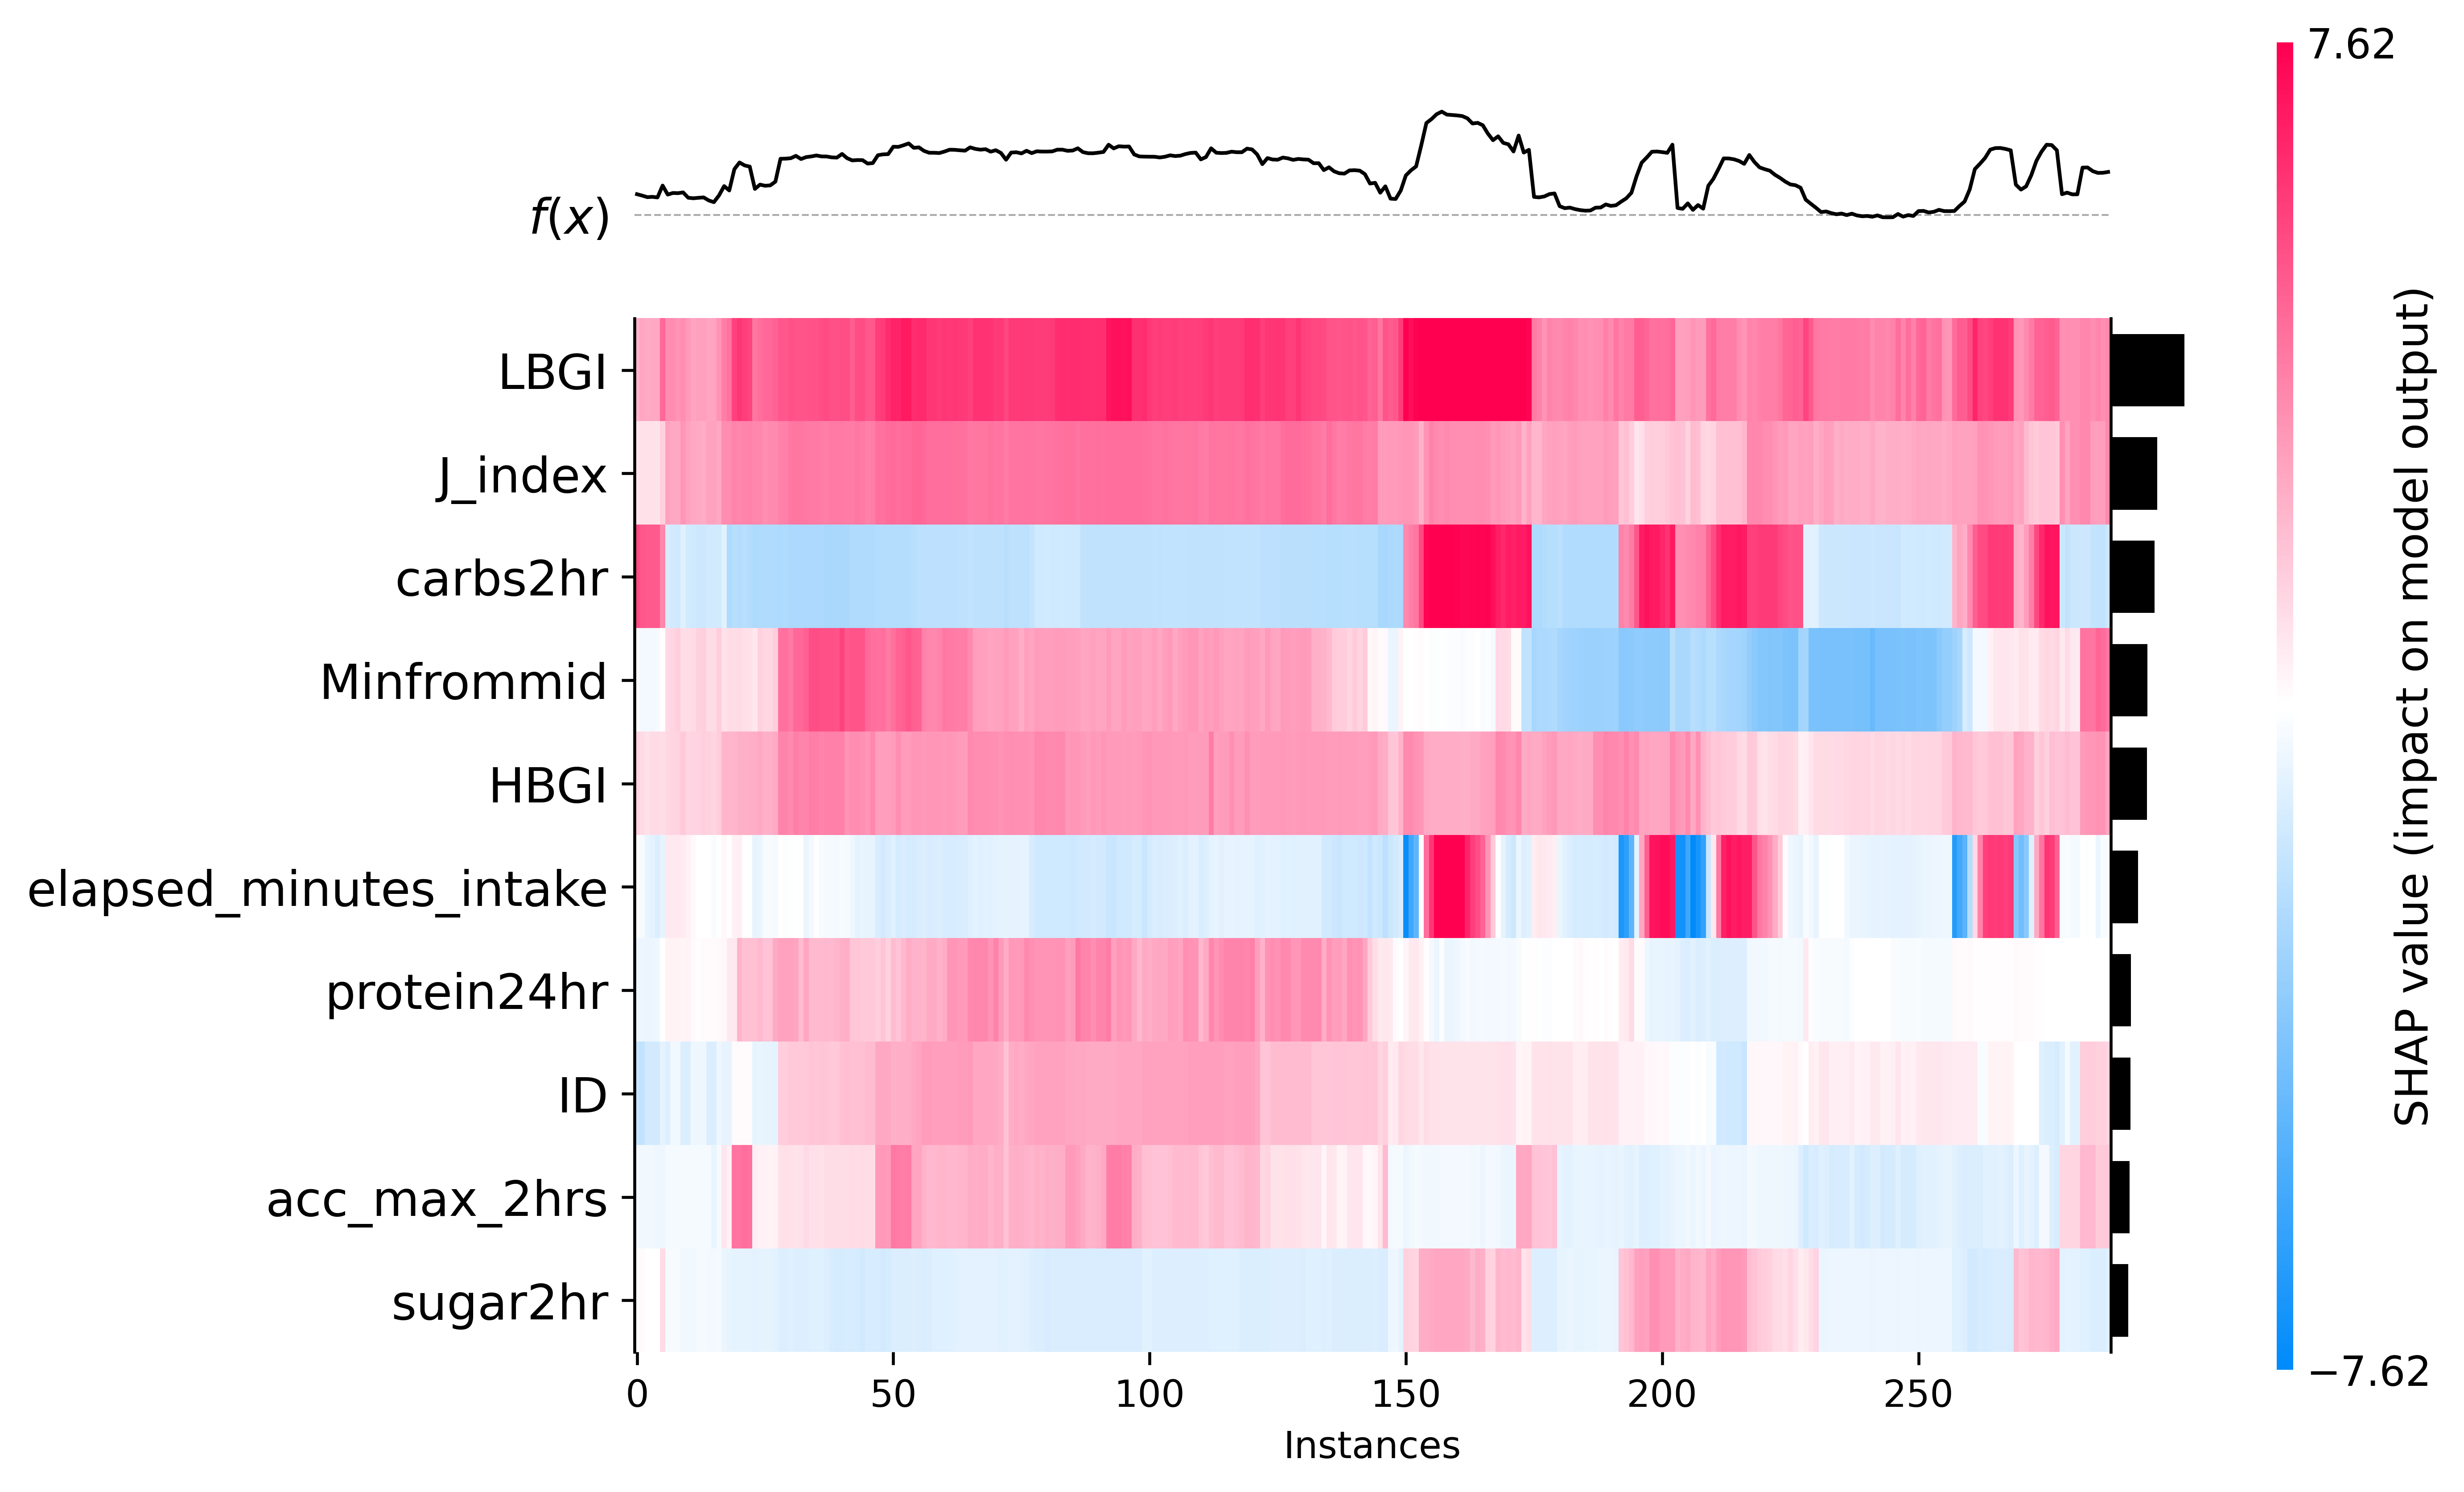 7.62
f(x)
LBGI
J_index
carbs2hr
Minfrommid
HBGI
elapsed_minutes_intake
protein24hr
ID
acc_max_2hrs
sugar2hr
0 50 100 150 200 250
Instances
SHAP value (impact on model output)
−7.62